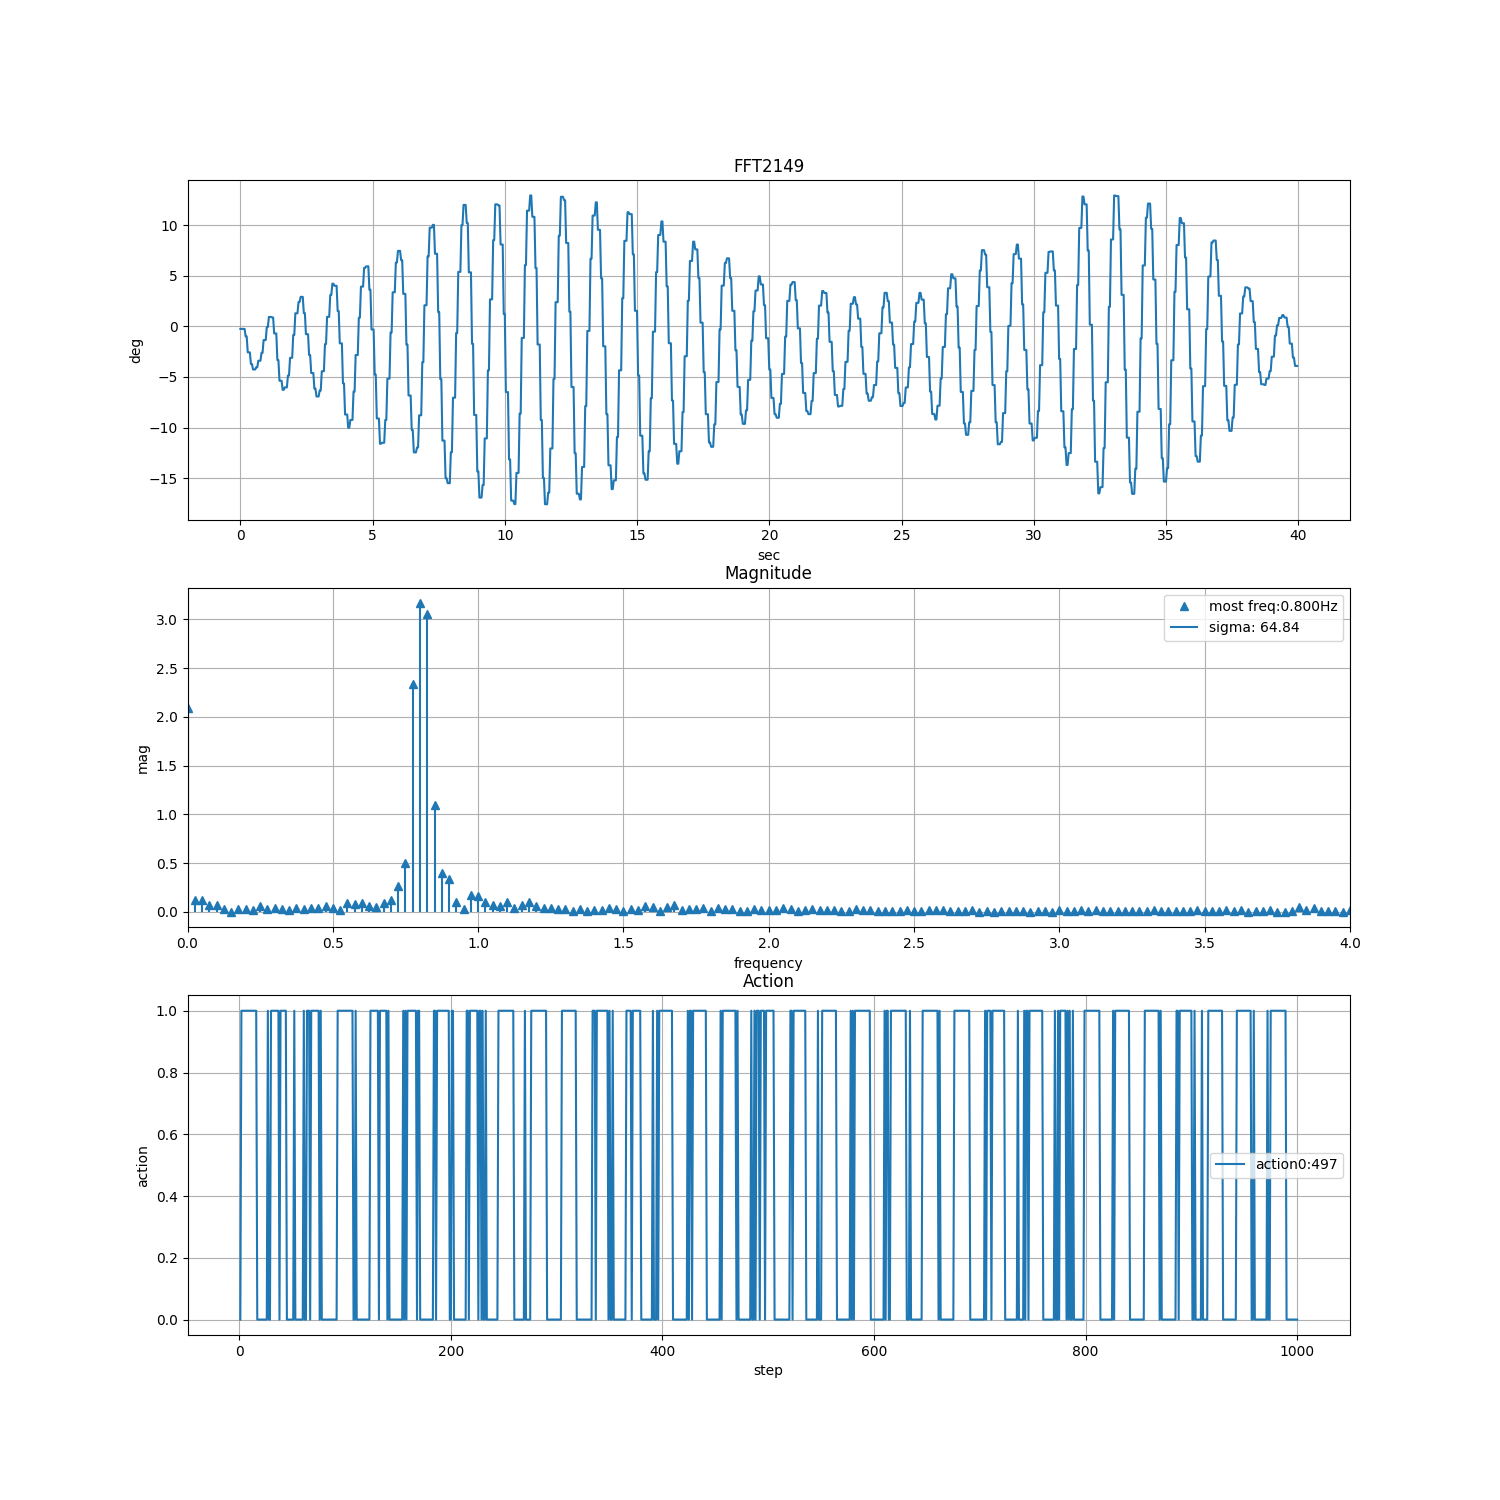 FFT2149
10
5
0
−5
−10
−15
deg
0 5 10 15 20 25 30 35 40
sec
Magnitude
most freq:0.800Hz
sigma: 64.84
3.0
2.5
2.0
1.5
1.0
0.5
0.0
mag
0.0 0.5 1.0 1.5 2.0 2.5 3.0 3.5 4.0
frequency
Action
1.0
0.8
0.6
0.4
0.2
0.0
action
action0:497
0 200 400 600 800 1000
step